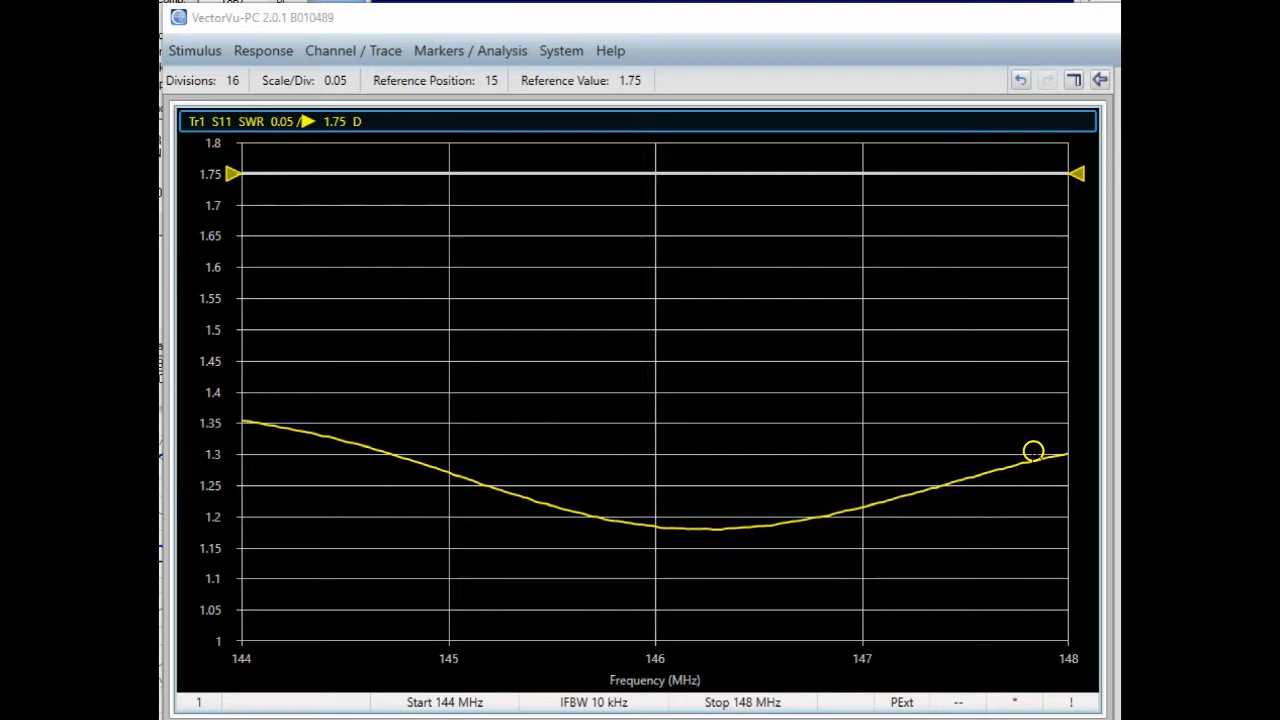 VectorVu-PC 2.0.1 B010489
Stimulus Response Channel / Trace Markers / Analysis System Help
Divisions: 16 Scale/Div: 0.05 Reference Position: 15 Reference Value: 1.75
Tr1 S11 SWR 0.05 / 1.75 D
1.8
1.75
1.7
1.65
1.6
1.55
1.5
1.45
1.4
1.35
1.3
1.25
1.2
1.15
1.1
1.05
1
144 145 146 147 148
Frequency (MHz)
1 Start 144 MHz IFBW 10 kHz Stop 148 MHz PExt -- * !